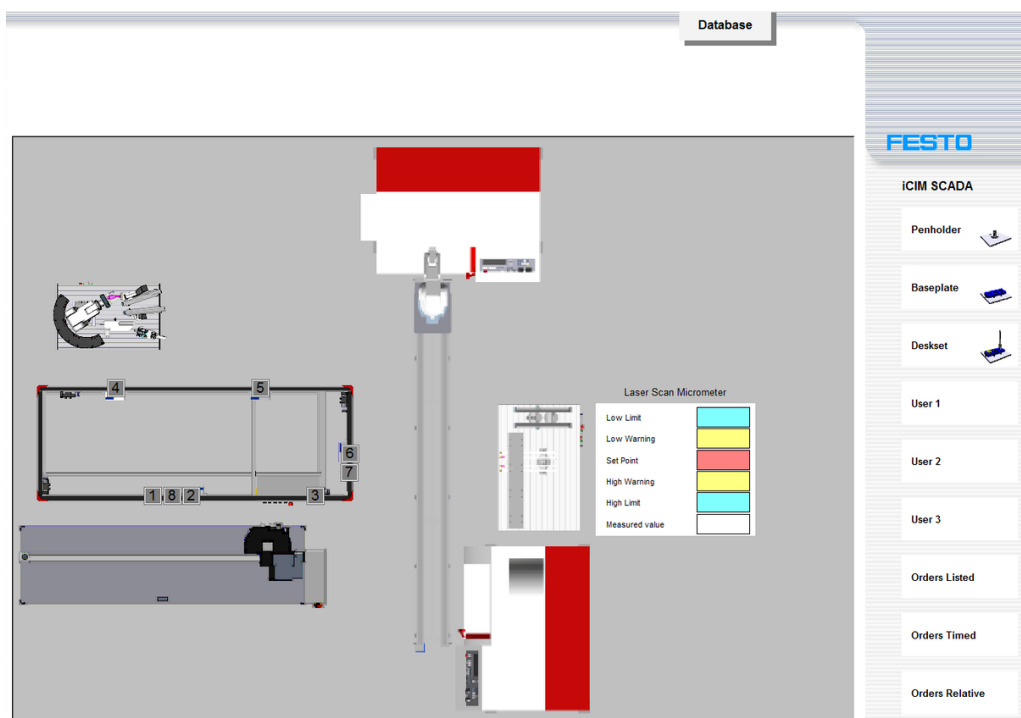 Database
FESTO
iCIM SCADA
Penholder
Baseplate
Deskset
User 1
User 2
User 3
Orders Listed
Orders Timed
Orders Relative
4
5
6
7
1 8 2
3
Laser Scan Micrometer
Low Limit
Low Warning
Set Point
High Warning
High Limit
Measured value